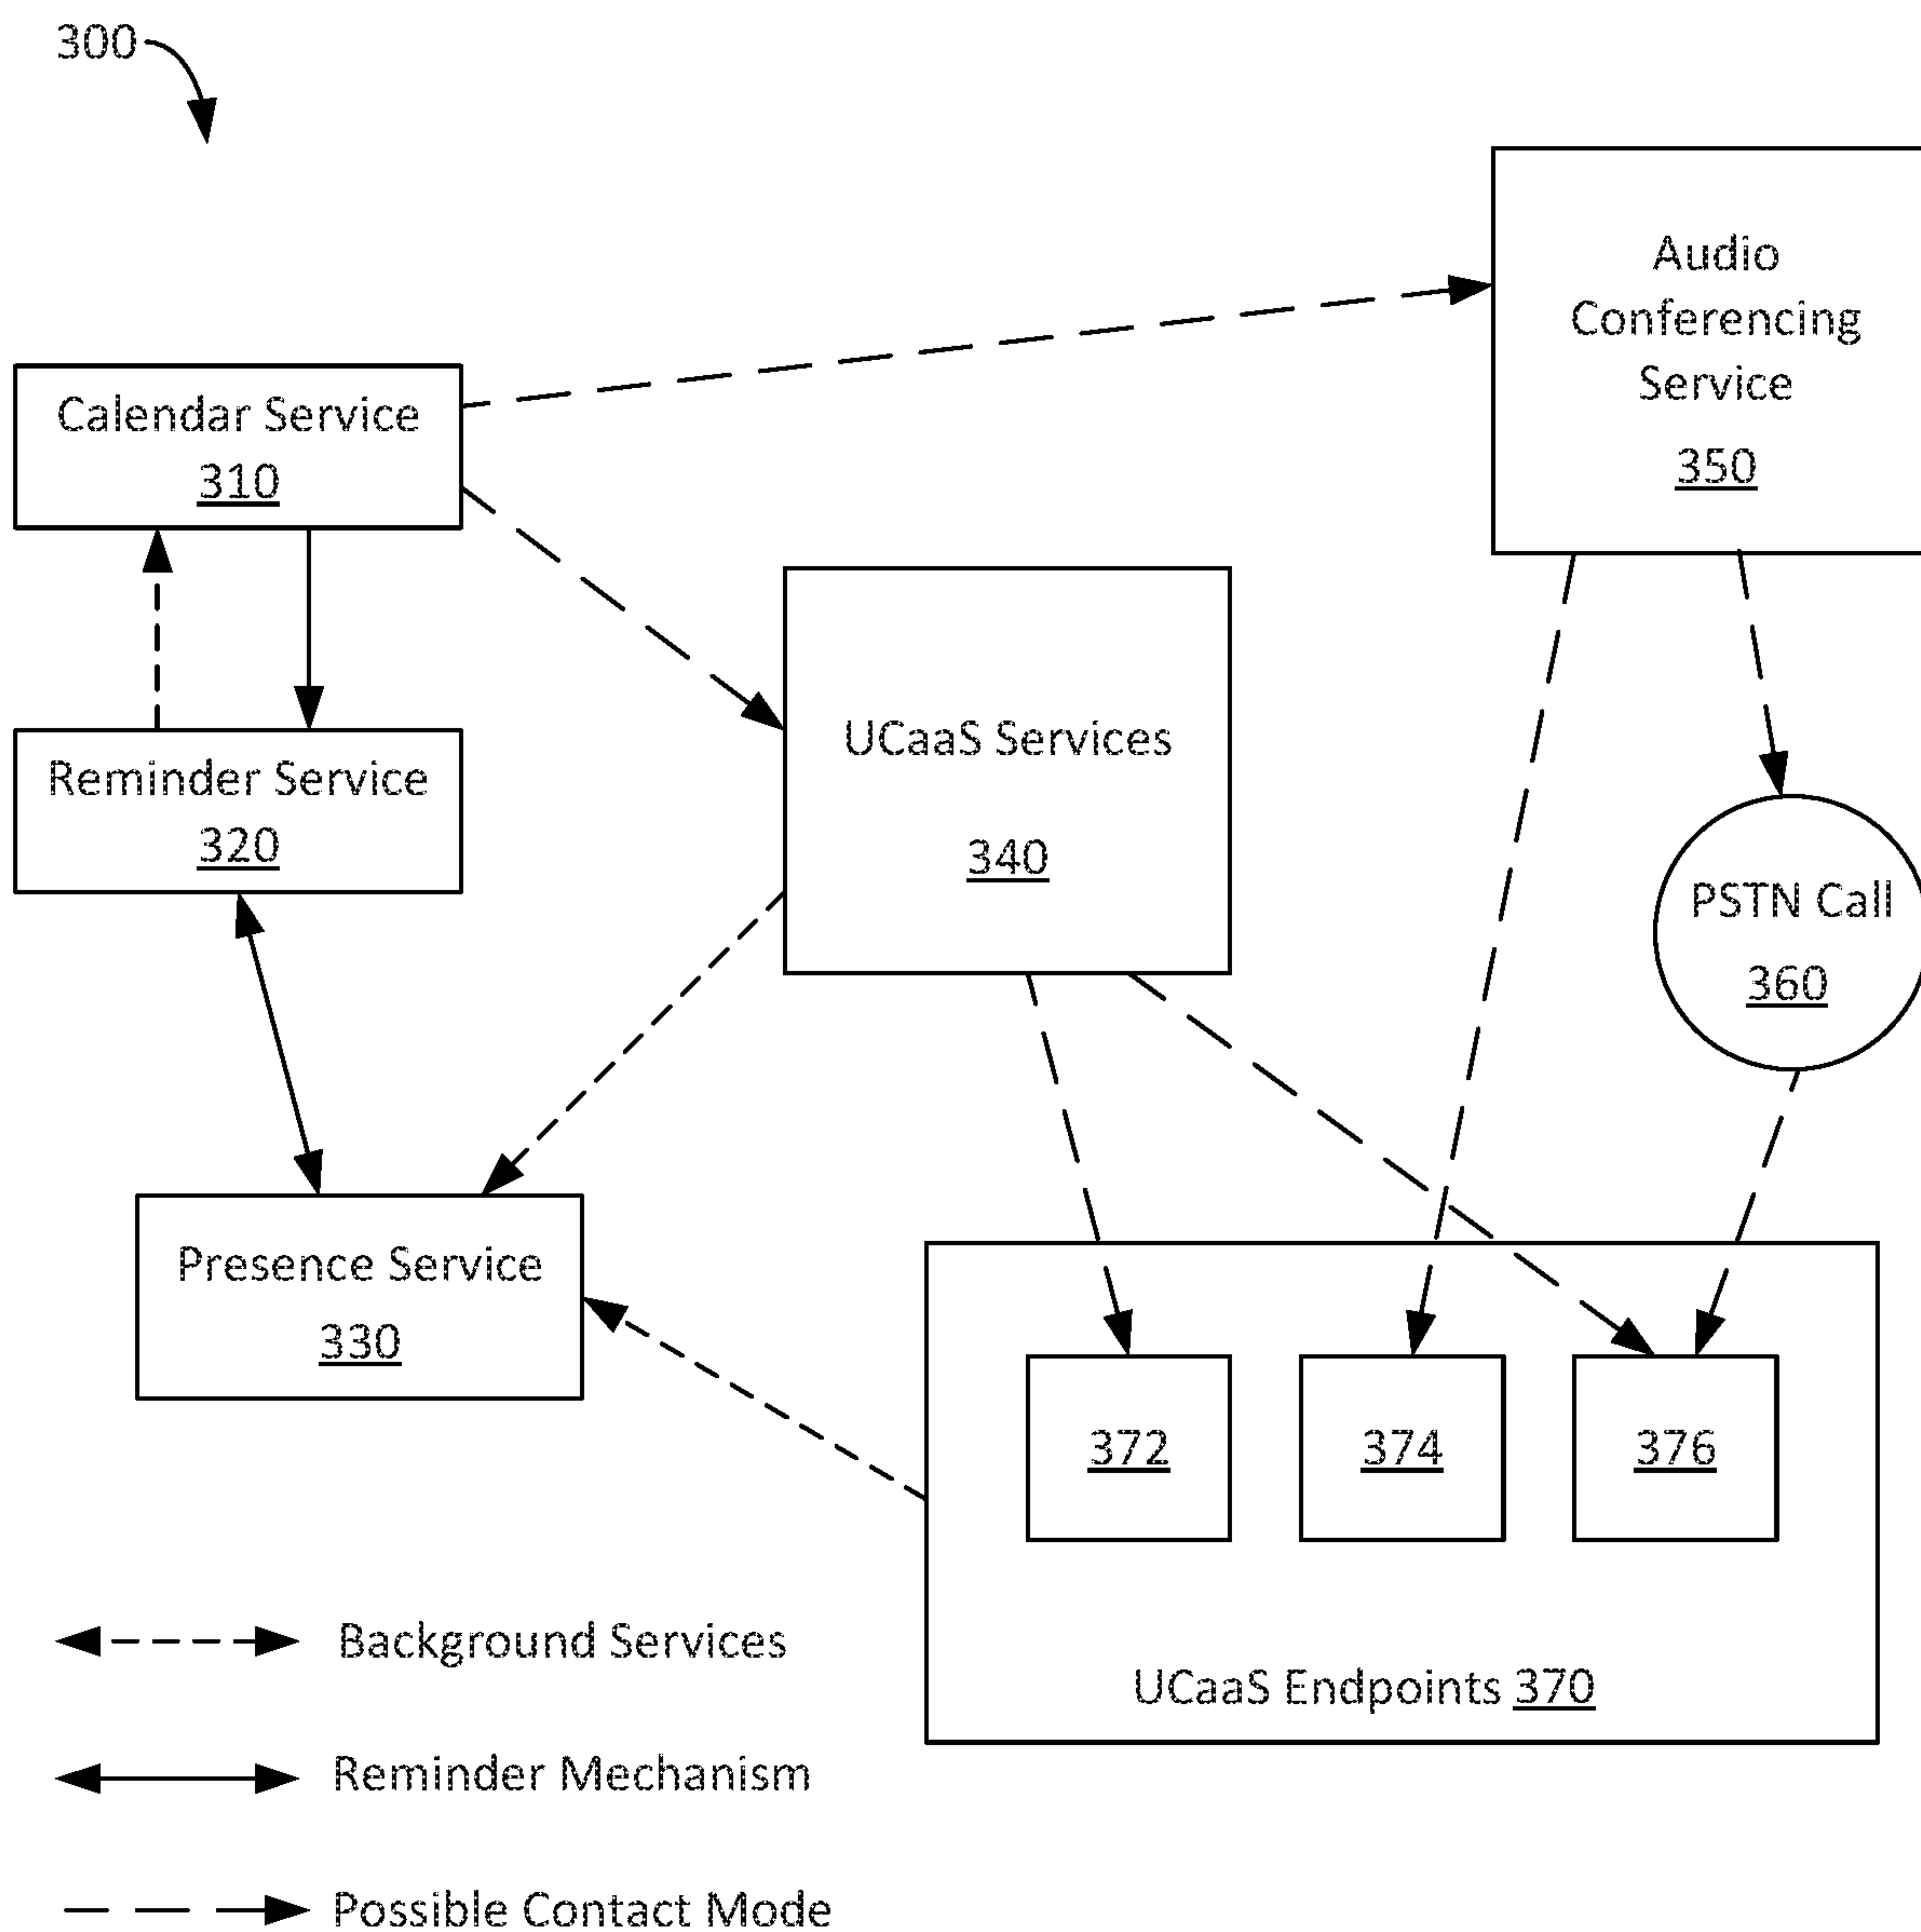 300
Audio
Conferencing
Service
350
Calendar Service
310
UCaaS Services
340
Reminder Service
320
PSTN Call
360
Presence Service
330
372
374
376
UCaaS Endpoints 370
Background Services
Reminder Mechanism
Possible Contact Mode